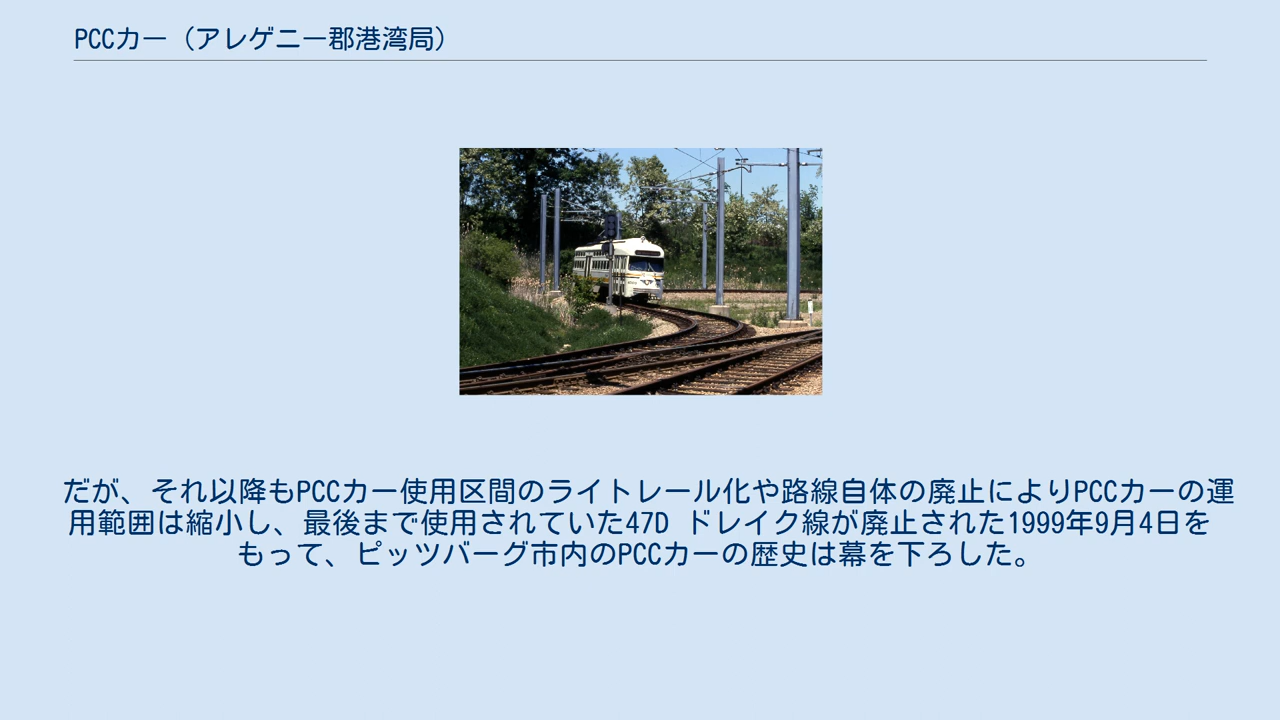 PCCカー（アレゲニー郡港湾局）
だが、それ以降もPCCカー使用区間のライトレール化や路線自体の廃止によりPCCカーの運
用範囲は縮小し、最後まで使用されていた47D ドレイク線が廃止された1999年9月4日を
もって、ピッツバーグ市内のPCCカーの歴史は幕を下ろした。